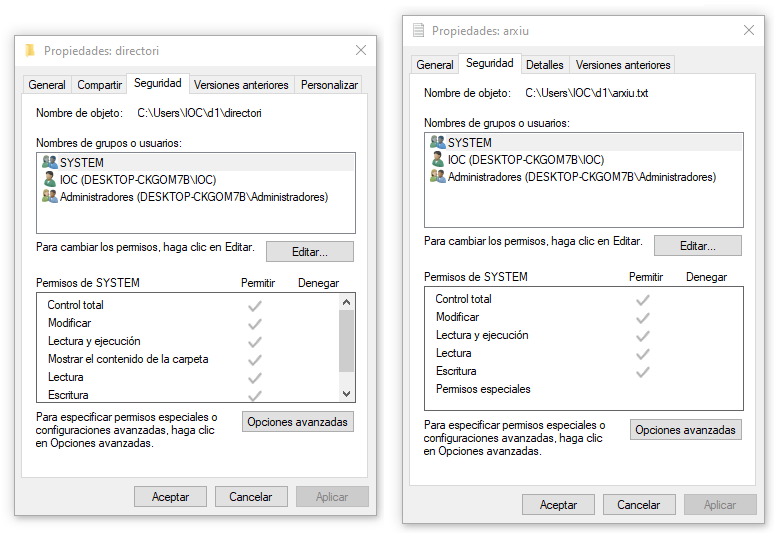 Propiedades: directori
General Compartir Seguridad Versiones anteriores Personalizar
Nombre de objeto: C:\Users\IOC\d1\directori
Nombres de grupos o usuarios:
SYSTEM
IOC (DESKTOP-CKGOM7B\IOC)
Administradores (DESKTOP-CKGOM7B\Administradores)
Para cambiar los permisos, haga clic en Editar.
Editar...
Permisos de SYSTEM Permitir Denegar
Control total
Modificar
Lectura y ejecución
Mostrar el contenido de la carpeta
Lectura
Escritura
Para especificar permisos especiales o
configuraciones avanzadas, haga clic
en Opciones avanzadas.
Opciones avanzadas
Aceptar Cancelar Aplicar
Propiedades: arxiu
General Seguridad Detalles Versiones anteriores
Nombre de objeto: C:\Users\IOC\d1\arxiu.txt
Nombres de grupos o usuarios:
SYSTEM
IOC (DESKTOP-CKGOM7B\IOC)
Administradores (DESKTOP-CKGOM7B\Administradores)
Para cambiar los permisos, haga clic en Editar.
Editar...
Permisos de SYSTEM Permitir Denegar
Control total
Modificar
Lectura y ejecución
Lectura
Escritura
Permisos especiales
Para especificar permisos especiales o
configuraciones avanzadas, haga clic
en Opciones avanzadas.
Opciones avanzadas
Aceptar Cancelar Aplicar